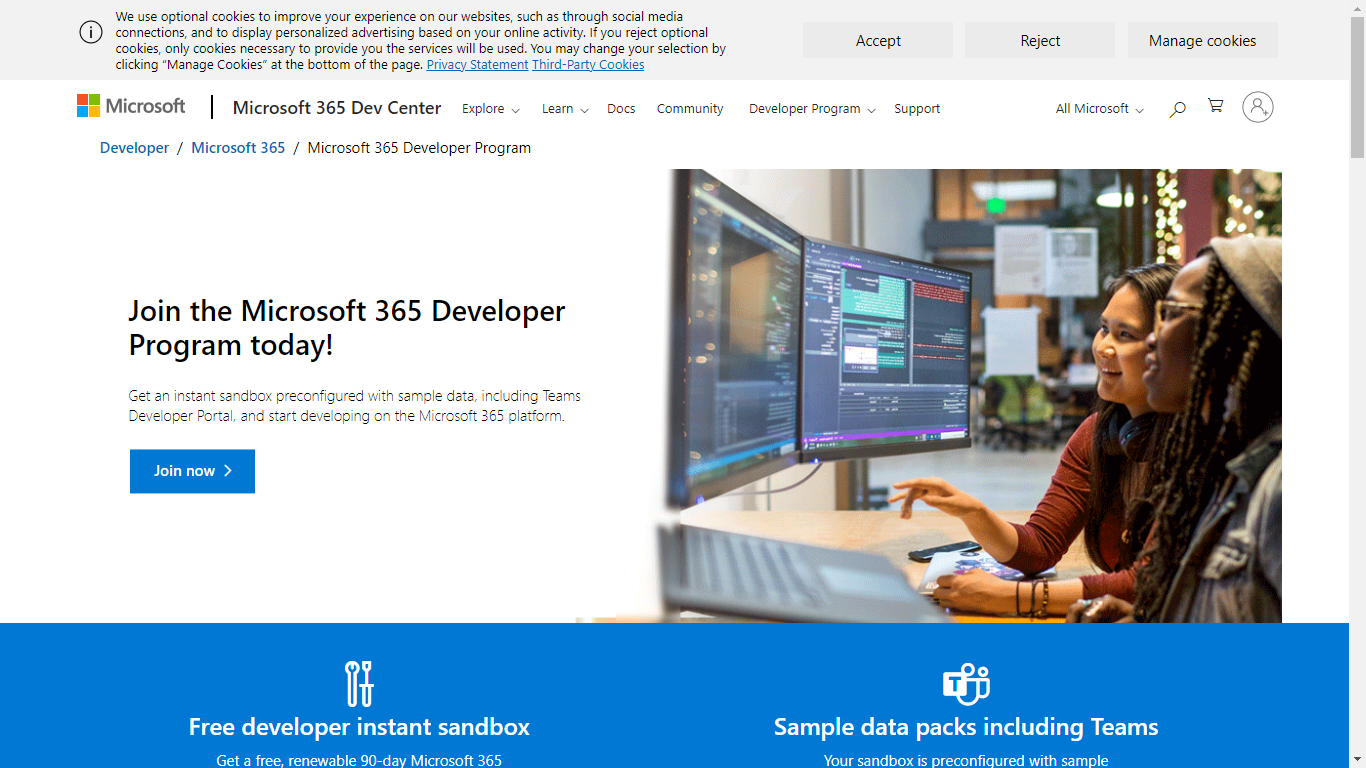 We use optional cookies to improve your experience on our websites, such as through social media
connections, and to display personalized advertising based on your online activity. If you reject optional
cookies, only cookies necessary to provide you the services will be used. You may change your selection by
clicking “Manage Cookies” at the bottom of the page. Privacy Statement Third-Party Cookies
Accept
Reject
Manage cookies
Microsoft
Microsoft 365 Dev Center
Explore
Learn
Docs
Community
Developer Program
Support
All Microsoft
Developer / Microsoft 365 / Microsoft 365 Developer Program
Join the Microsoft 365 Developer
Program today!
Get an instant sandbox preconfigured with sample data, including Teams
Developer Portal, and start developing on the Microsoft 365 platform.
Join now
Free developer instant sandbox
Get a free, renewable 90-day Microsoft 365
T
Sample data packs including Teams
Your sandbox is preconfigured with sample